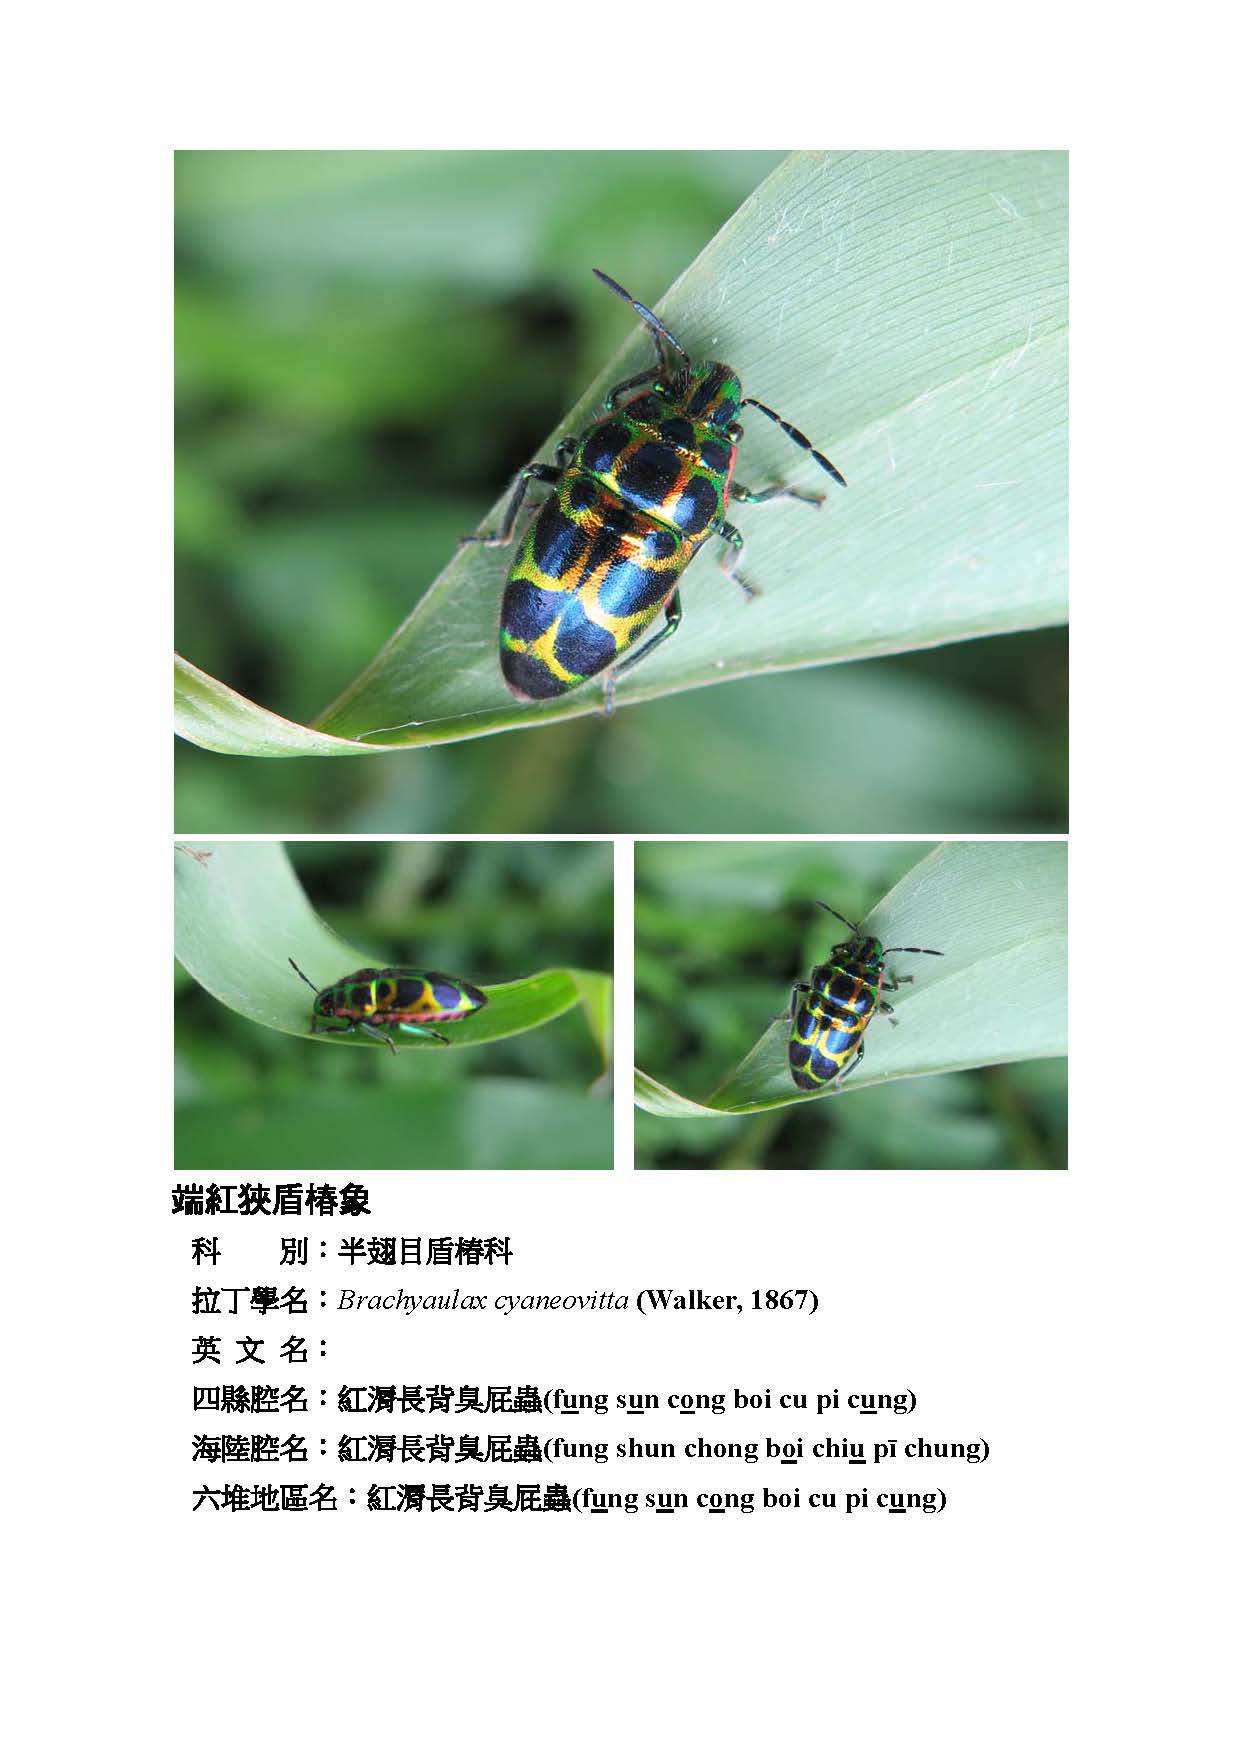 端紅狹盾椿象
科　　別：半翅目盾椿科
拉丁學名：Brachyaulax cyaneovitta (Walker, 1867)
英 文 名：
四縣腔名：紅漘長背臭屁蟲(fung sun cong boi cu pi cung)
海陸腔名：紅漘長背臭屁蟲(fung shun chong boi chiu pī chung)
六堆地區名：紅漘長背臭屁蟲(fung sun cong boi cu pi cung)